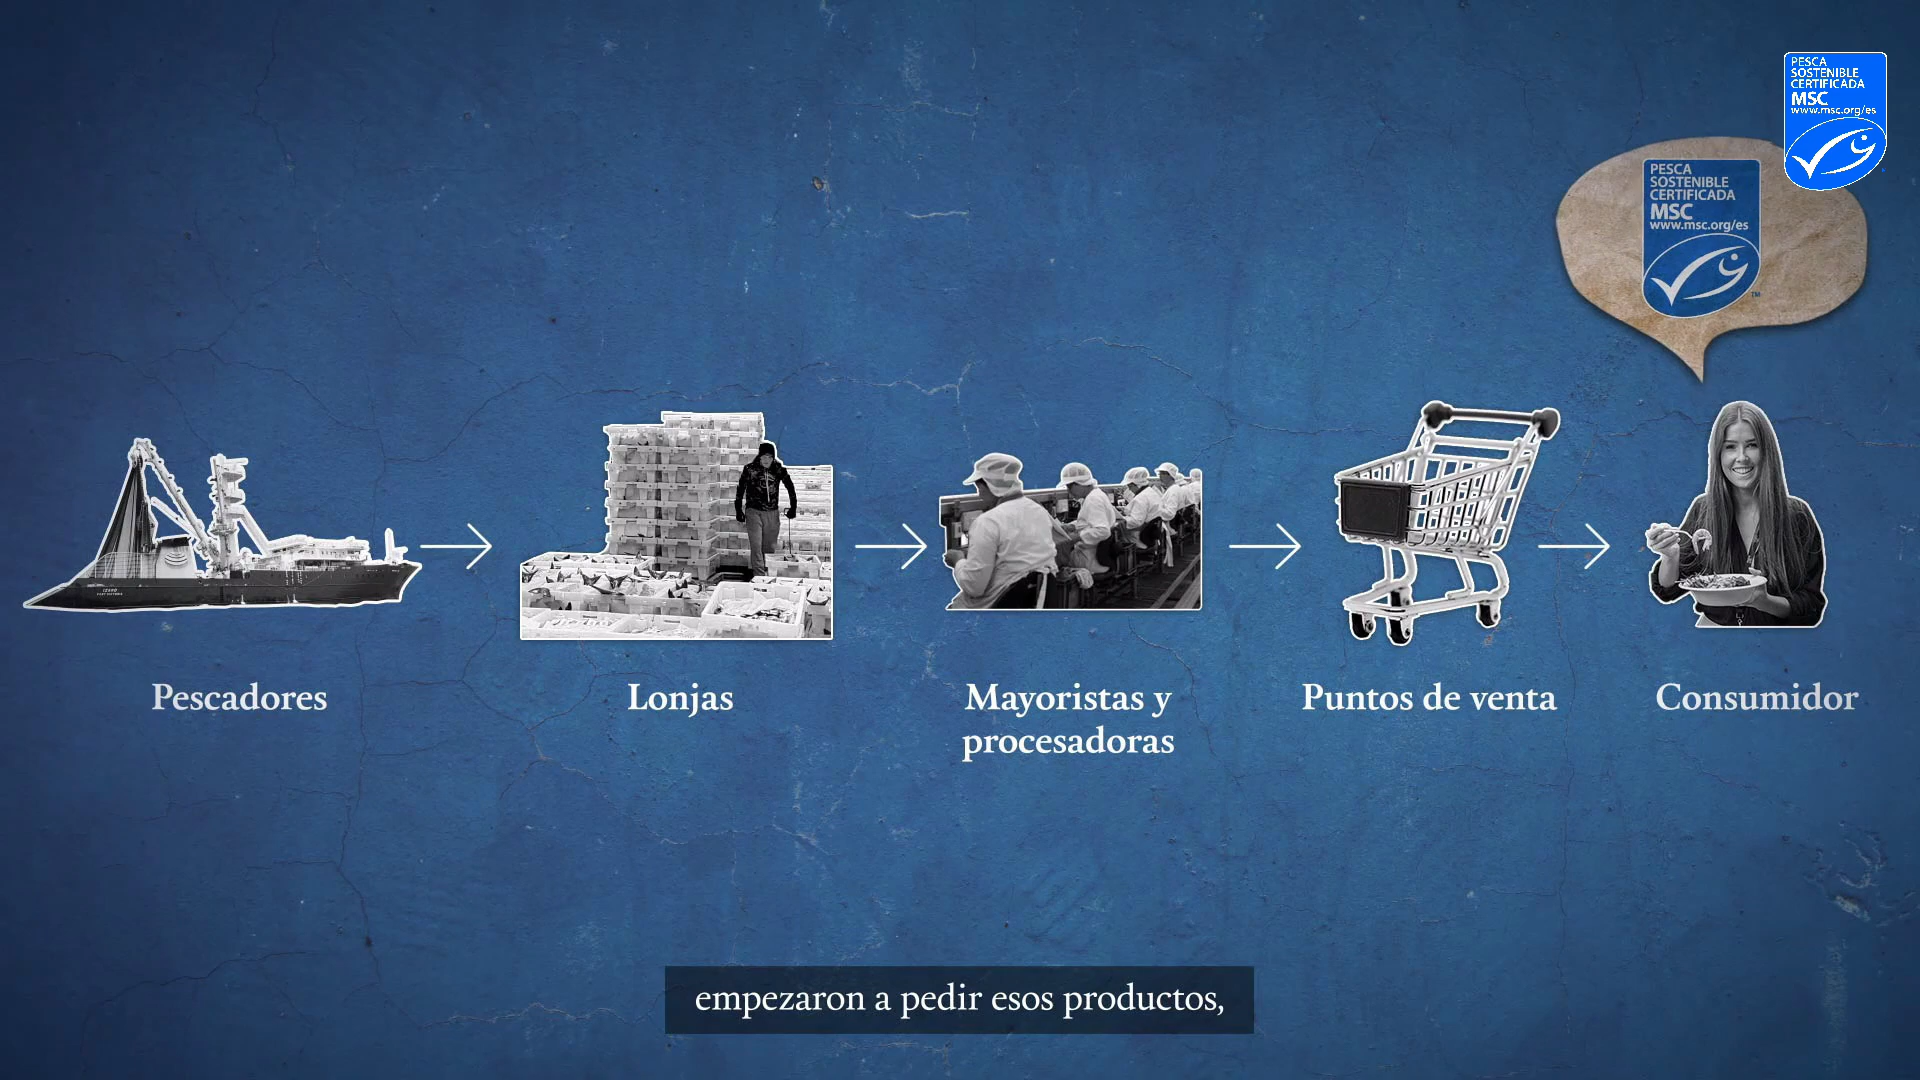 PESCA
SOSTENIBLE
CERTIFICADA
MSC
www.msc.org/es
PESCA
SOSTENIBLE
CERTIFICADA
MSC
www.msc.org/es
TM
Pescadores
Lonjas
Mayoristas y
procesadoras
Puntos de venta
Consumidor
empezaron a pedir esos productos,